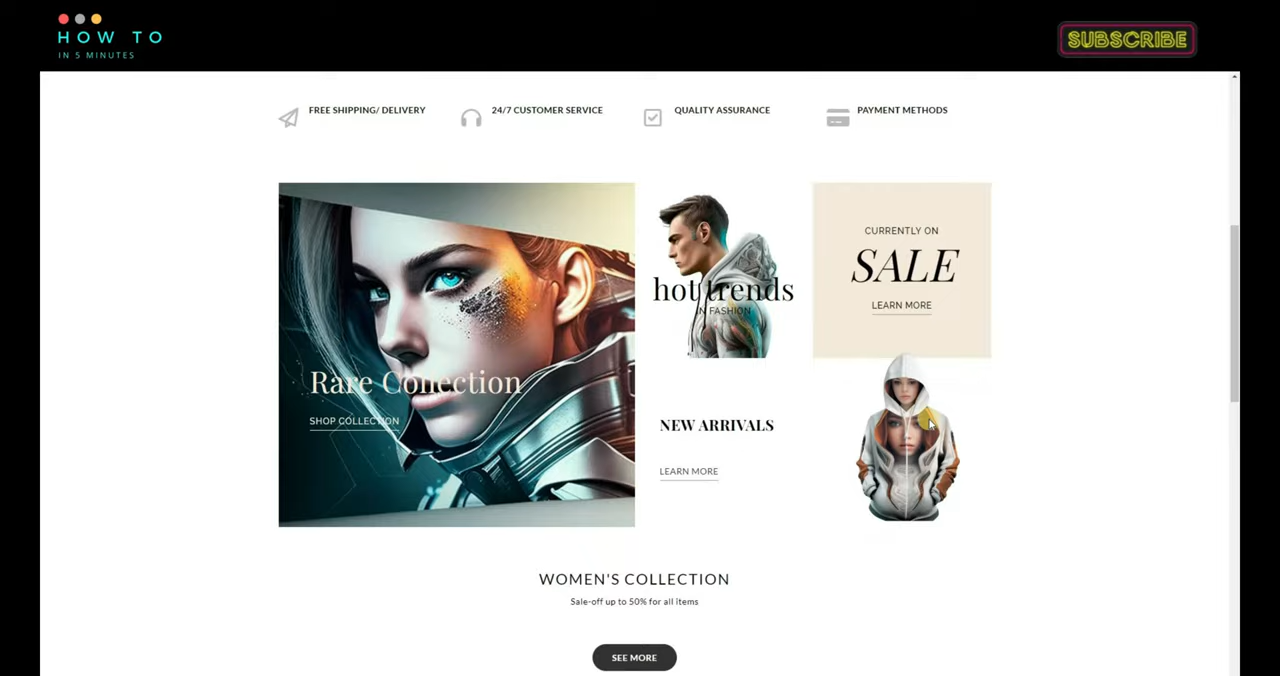 HOW TO
IN 5 MINUTES
SUBSCRIBE
FREE SHIPPING/ DELIVERY
24/7 CUSTOMER SERVICE
QUALITY ASSURANCE
PAYMENT METHODS
Rare Collection
SHOP COLLECTION
hot trends
IN FASHION
CURRENTLY ON
SALE
LEARN MORE
NEW ARRIVALS
LEARN MORE
WOMEN'S COLLECTION
Sale-off up to 50% for all items
SEE MORE